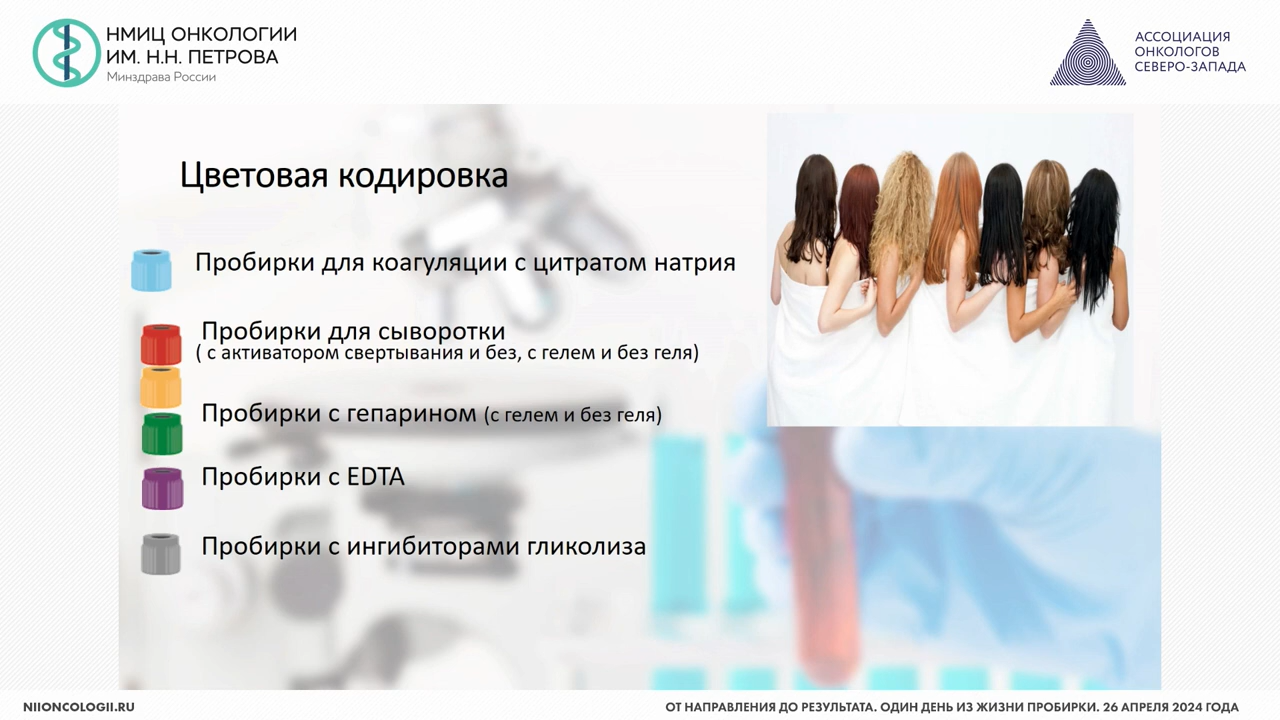 НМИЦ ОНКОЛОГИИ
ИМ. Н.Н. ПЕТРОВА
Минздрава России
АССОЦИАЦИЯ
ОНКОЛОГОВ
СЕВЕРО-ЗАПАДА
Цветовая кодировка
Пробирки для коагуляции с цитратом натрия
Пробирки для сыворотки
( с активатором свертывания и без, с гелем и без геля)
Пробирки с гепарином (с гелем и без геля)
Пробирки с EDTA
Пробирки с ингибиторами гликолиза
NIIONCOLOGII.RU
ОТ НАПРАВЛЕНИЯ ДО РЕЗУЛЬТАТА. ОДИН ДЕНЬ ИЗ ЖИЗНИ ПРОБИРКИ. 26 АПРЕЛЯ 2024 ГОДА